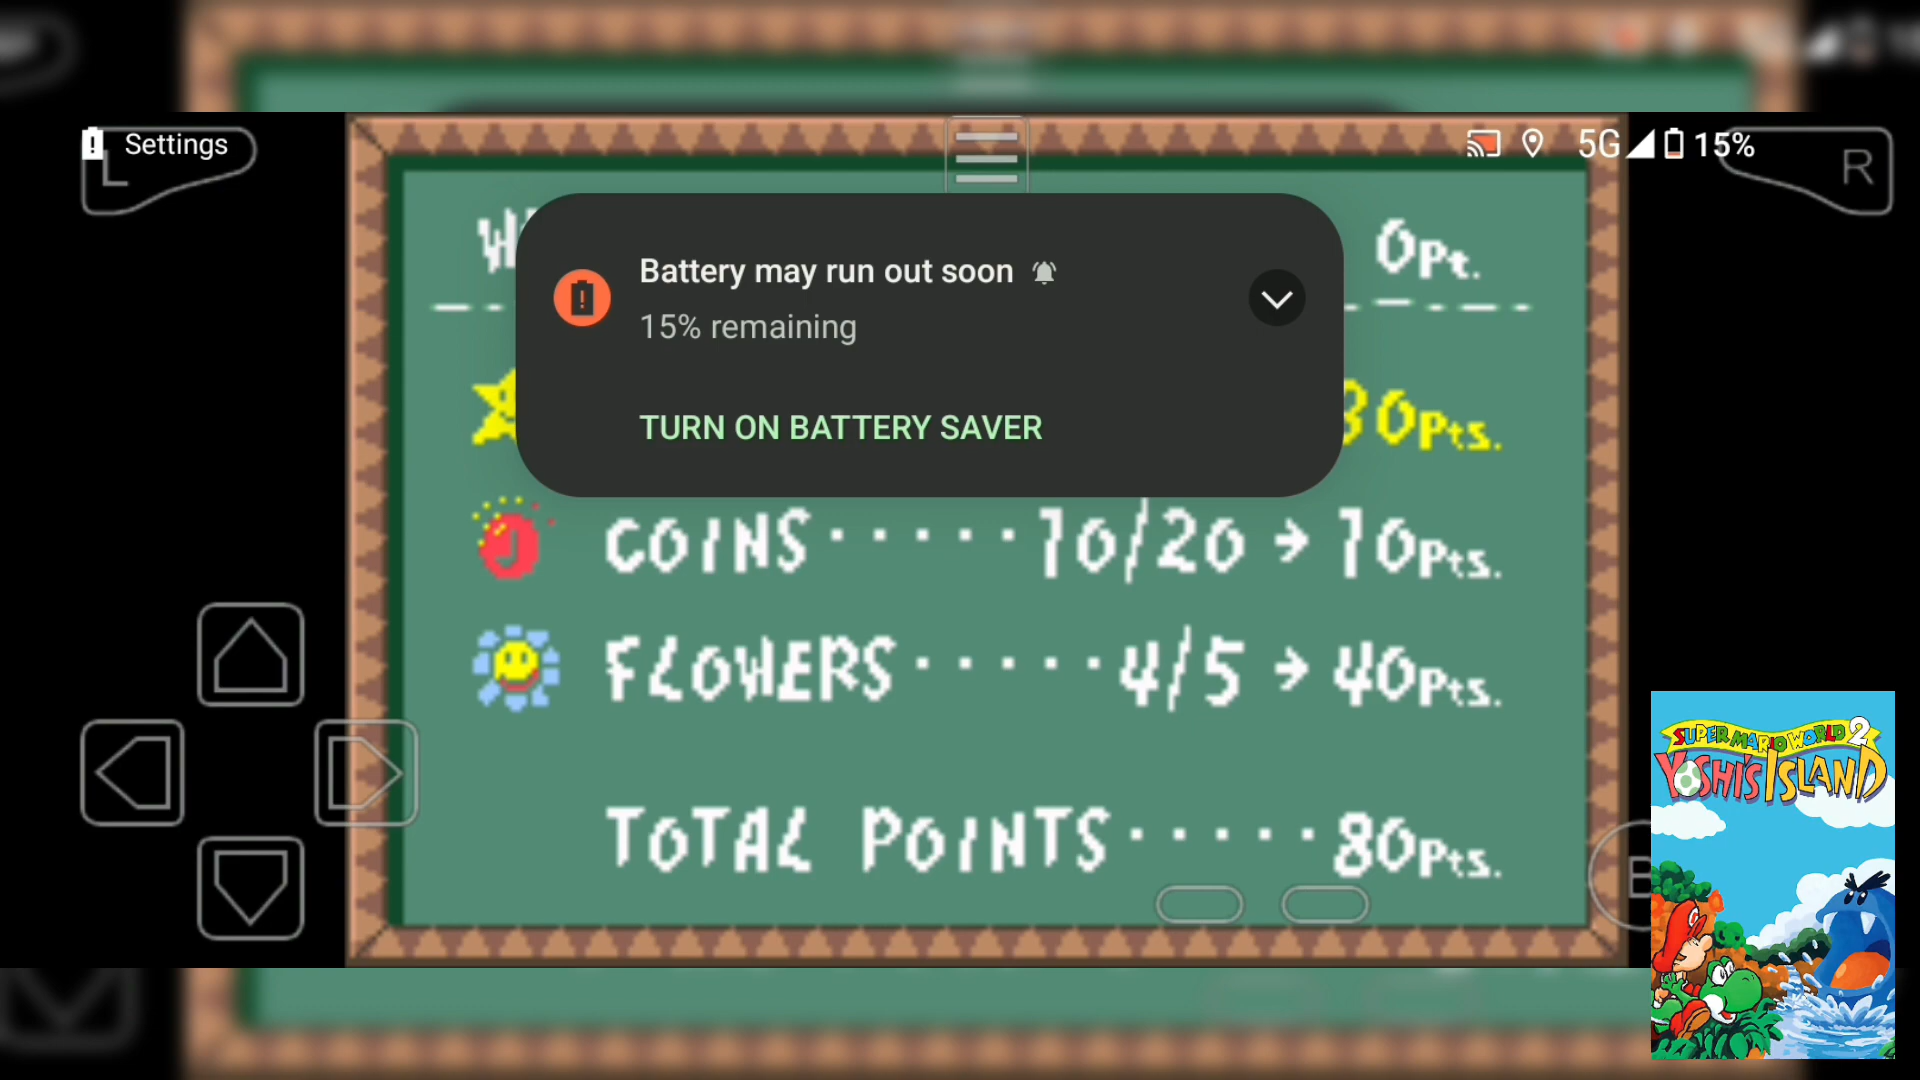 Settings
5G 15%
L
R
Battery may run out soon
15% remaining
TURN ON BATTERY SAVER
0Pt.
30Pts.
COINS·····10/20 → 10Pts.
FLOWERS·····4/5 → 40Pts.
TOTAL POINTS·····80Pts.
B
SUPER MARIO WORLD 2
YOSHI'S ISLAND